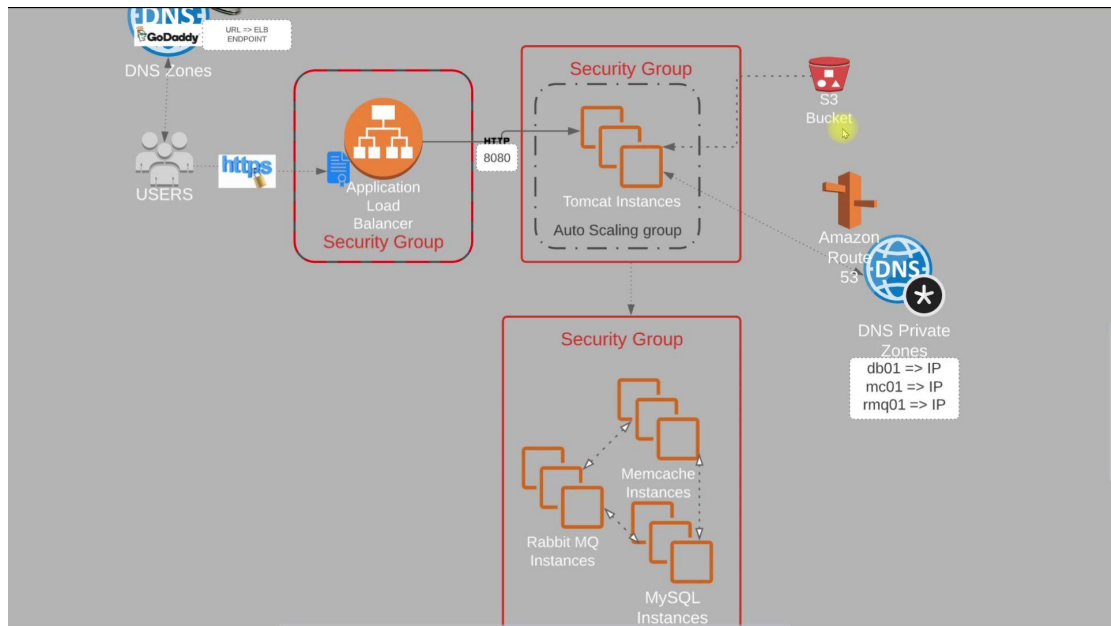 DNS
GoDaddy
URL => ELB
ENDPOINT
DNS Zones
USERS
https
Application
Load
Balancer
Security Group
HTTP
8080
Security Group
Tomcat Instances
Auto Scaling group
S3
Bucket
Amazon
Route
53
DNS
DNS Private
Zones
db01 => IP
mc01 => IP
rmq01 => IP
Security Group
Memcache
Instances
Rabbit MQ
Instances
MySQL
Instances